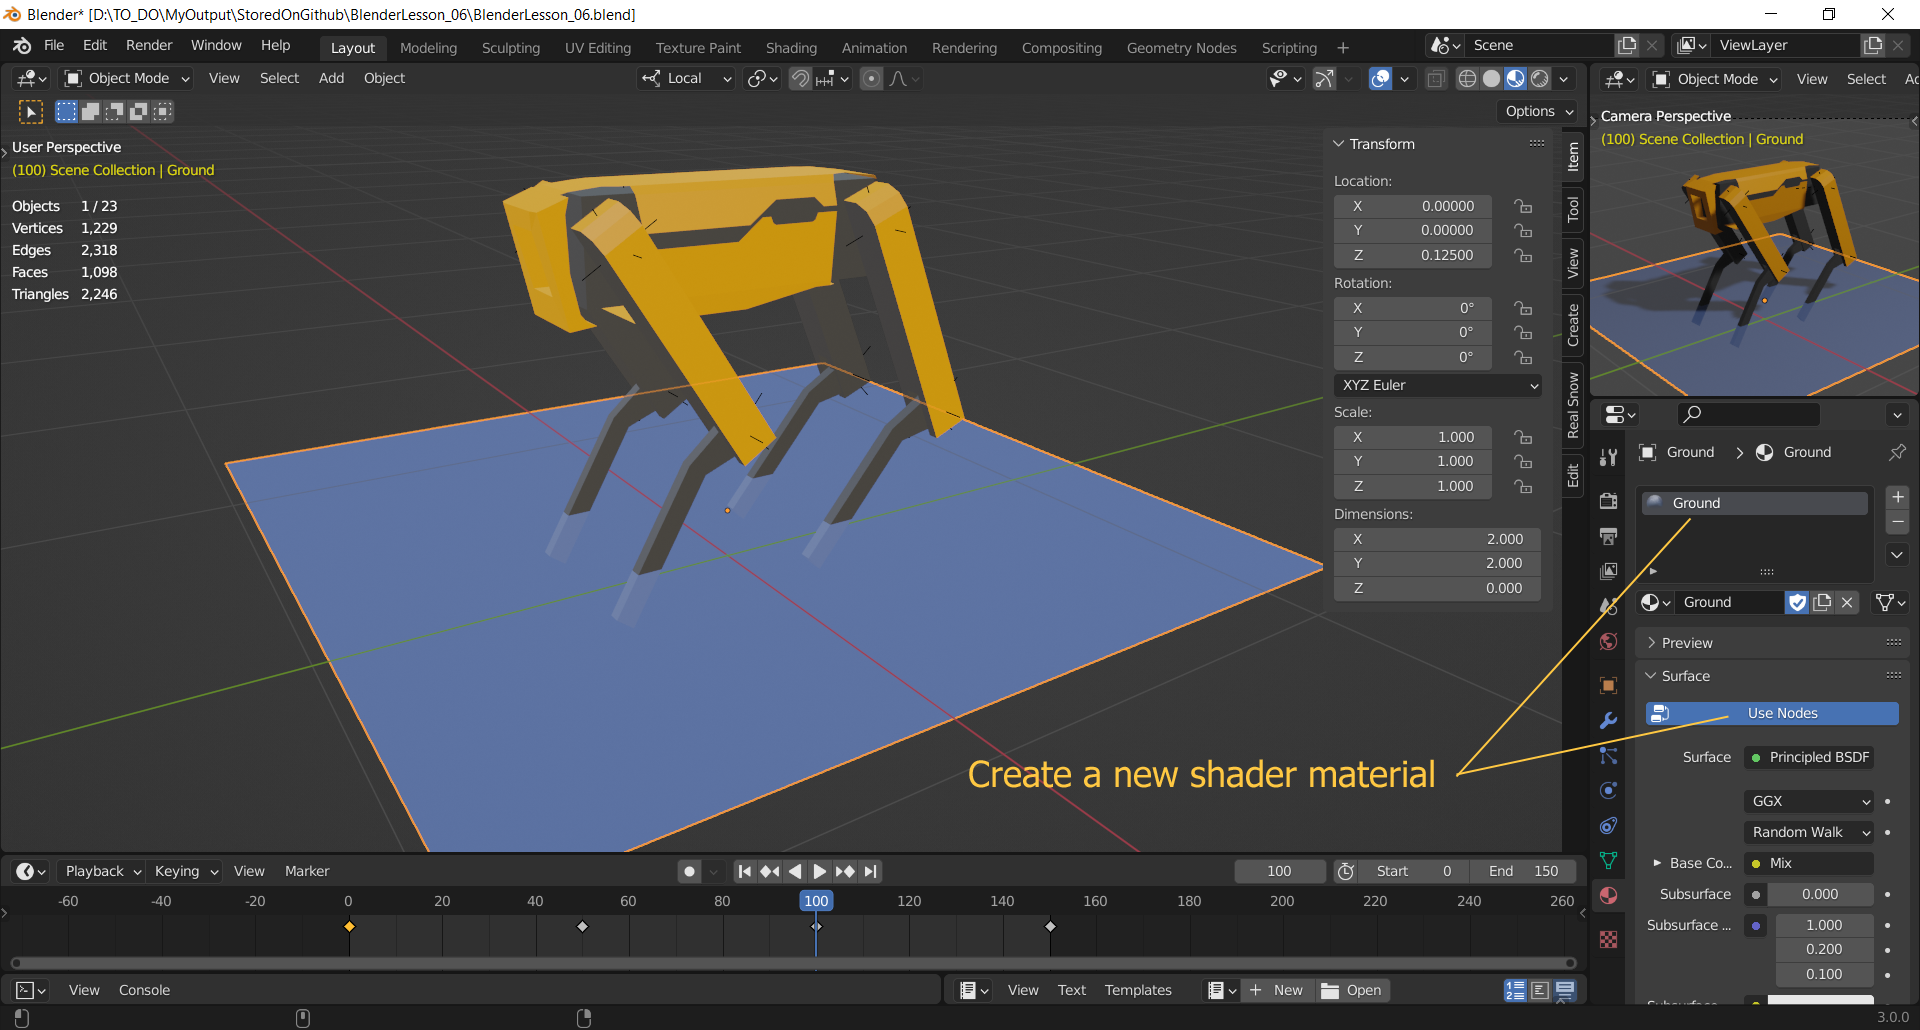 Blender* [D:\TO_DO\MyOutput\StoredOnGithub\BlenderLesson_06\BlenderLesson_06.blend]
File Edit Render Window Help Layout Modeling Sculpting UV Editing Texture Paint Shading Animation Rendering Compositing Geometry Nodes Scripting + Scene ViewLayer
Object Mode View Select Add Object Local Object Mode View Select Ac
Options
User Perspective
(100) Scene Collection | Ground
Objects 1 / 23
Vertices 1,229
Edges 2,318
Faces 1,098
Triangles 2,246
Transform
Location:
X 0.00000
Y 0.00000
Z 0.12500
Rotation:
X 0°
Y 0°
Z 0°
XYZ Euler
Scale:
X 1.000
Y 1.000
Z 1.000
Dimensions:
X 2.000
Y 2.000
Z 0.000
Item
Tool
View
Create
Real Snow
Edit
Camera Perspective
(100) Scene Collection | Ground
Ground > Ground
Ground
Ground
Preview
Surface
Use Nodes
Surface Principled BSDF
GGX
Random Walk
Base Co... Mix
Subsurface 0.000
Subsurface ... 1.000
0.200
0.100
Create a new shader material
Playback Keying View Marker 100 Start 0 End 150
-60 -40 -20 0 20 40 60 80 100 120 140 160 180 200 220 240 260
View Console View Text Templates + New Open
3.0.0